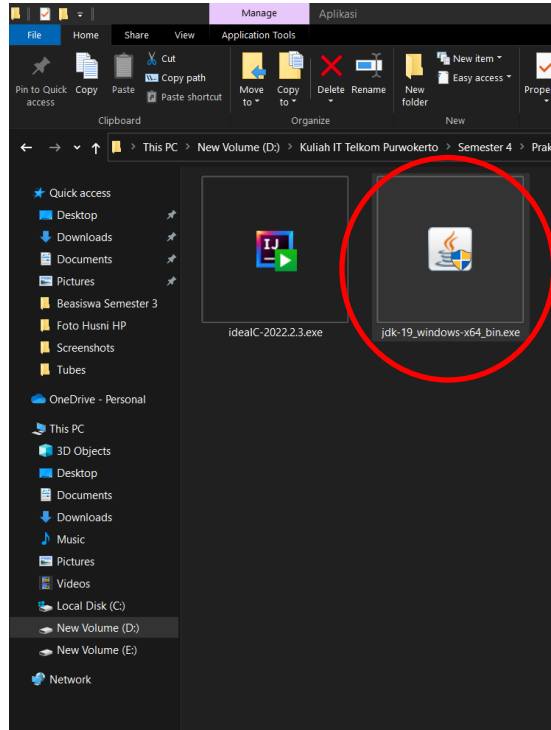 Manage
Aplikasi
File
Home
Share
View
Application Tools
Pin to Quick access
Copy
Paste
Cut
Copy path
Paste shortcut
Move to
Copy to
Delete
Rename
New folder
New item
Easy access
Clipboard
Organize
New
This PC > New Volume (D:) > Kuliah IT Telkom Purwokerto > Semester 4 >
Quick access
Desktop
Downloads
Documents
Pictures
Beasiswa Semester 3
Foto Husni HP
Screenshots
Tubes
OneDrive - Personal
This PC
3D Objects
Desktop
Documents
Downloads
Music
Pictures
Videos
Local Disk (C:)
New Volume (D:)
New Volume (E:)
Network
IJ
ideaIC-2022.2.3.exe
jdk-19_windows-x64_bin.exe